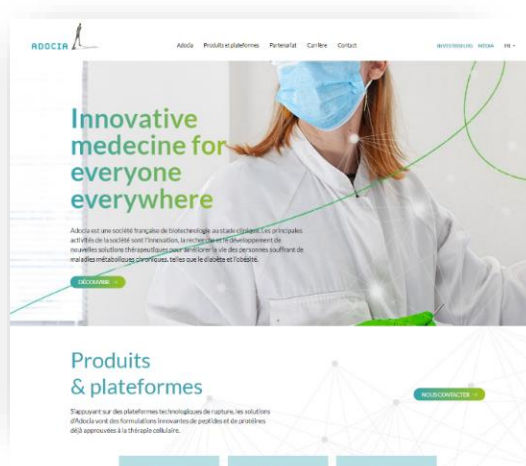 ADOCIA
Adocia Produits et plateformes Partenariat Carrière Contact
INVESTISSEURS MEDIA FR
Innovative
medecine for
everyone
everywhere
Adocia est une société française de biotechnologie au stade clinique. Les principales
activités de la société sont l'innovation, la recherche et le développement de
nouvelles solutions thérapeutiques pour améliorer la vie des personnes souffrant de
maladies métaboliques chroniques, telles que le diabète et l'obésité.
DÉCOUVRIR
Produits
& plateformes
NOUS CONTACTER
S'appuyant sur des plateformes technologiques de rupture, les solutions
d'Adocia vont des formulations innovantes de peptides et de protéines
déjà approuvées à la thérapie cellulaire.